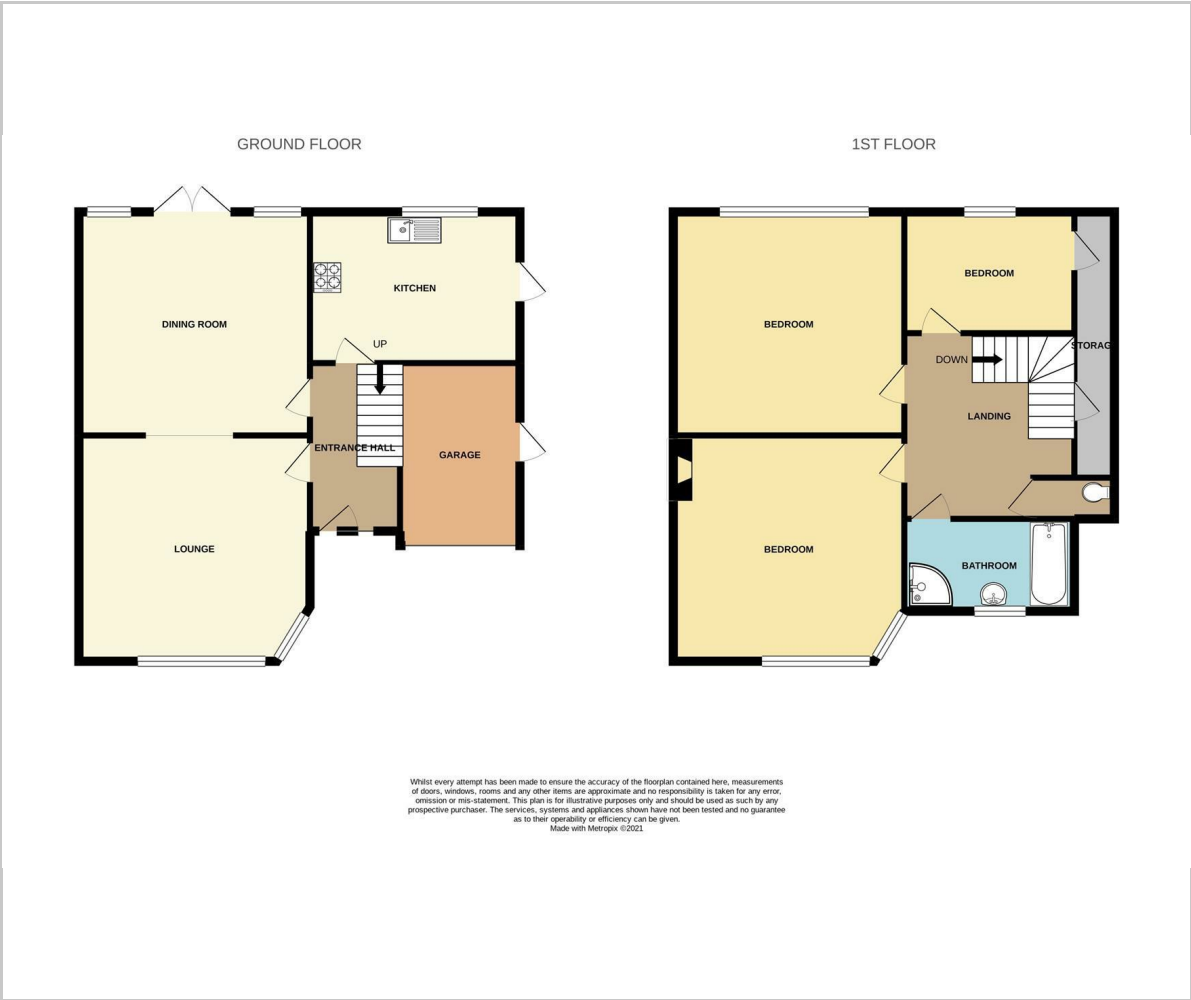 GROUND FLOOR
1ST FLOOR
KITCHEN
DINING ROOM
UP
ENTRANCE HALL
GARAGE
LOUNGE
BEDROOM
BEDROOM
STORAG
DOWN
LANDING
BEDROOM
BATHROOM
Whilst every attempt has been made to ensure the accuracy of the floorplan contained here, measurements
of doors, windows, rooms and any other items are approximate and no responsibility is taken for any error,
omission or mis-statement. This plan is for illustrative purposes only and should be used as such by any
prospective purchaser. The services, systems and appliances shown have not been tested and no guarantee
as to their operability or efficiency can be given.
Made with Metropix ©2021